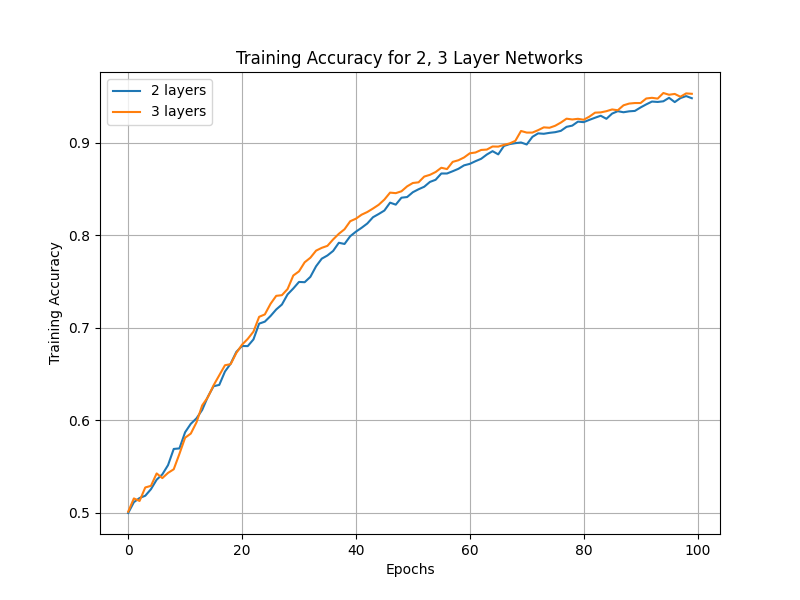 Training Accuracy for 2, 3 Layer Networks
2 layers
3 layers
0.9
0.8
0.7
0.6
0.5
Training Accuracy
0 20 40 60 80 100
Epochs